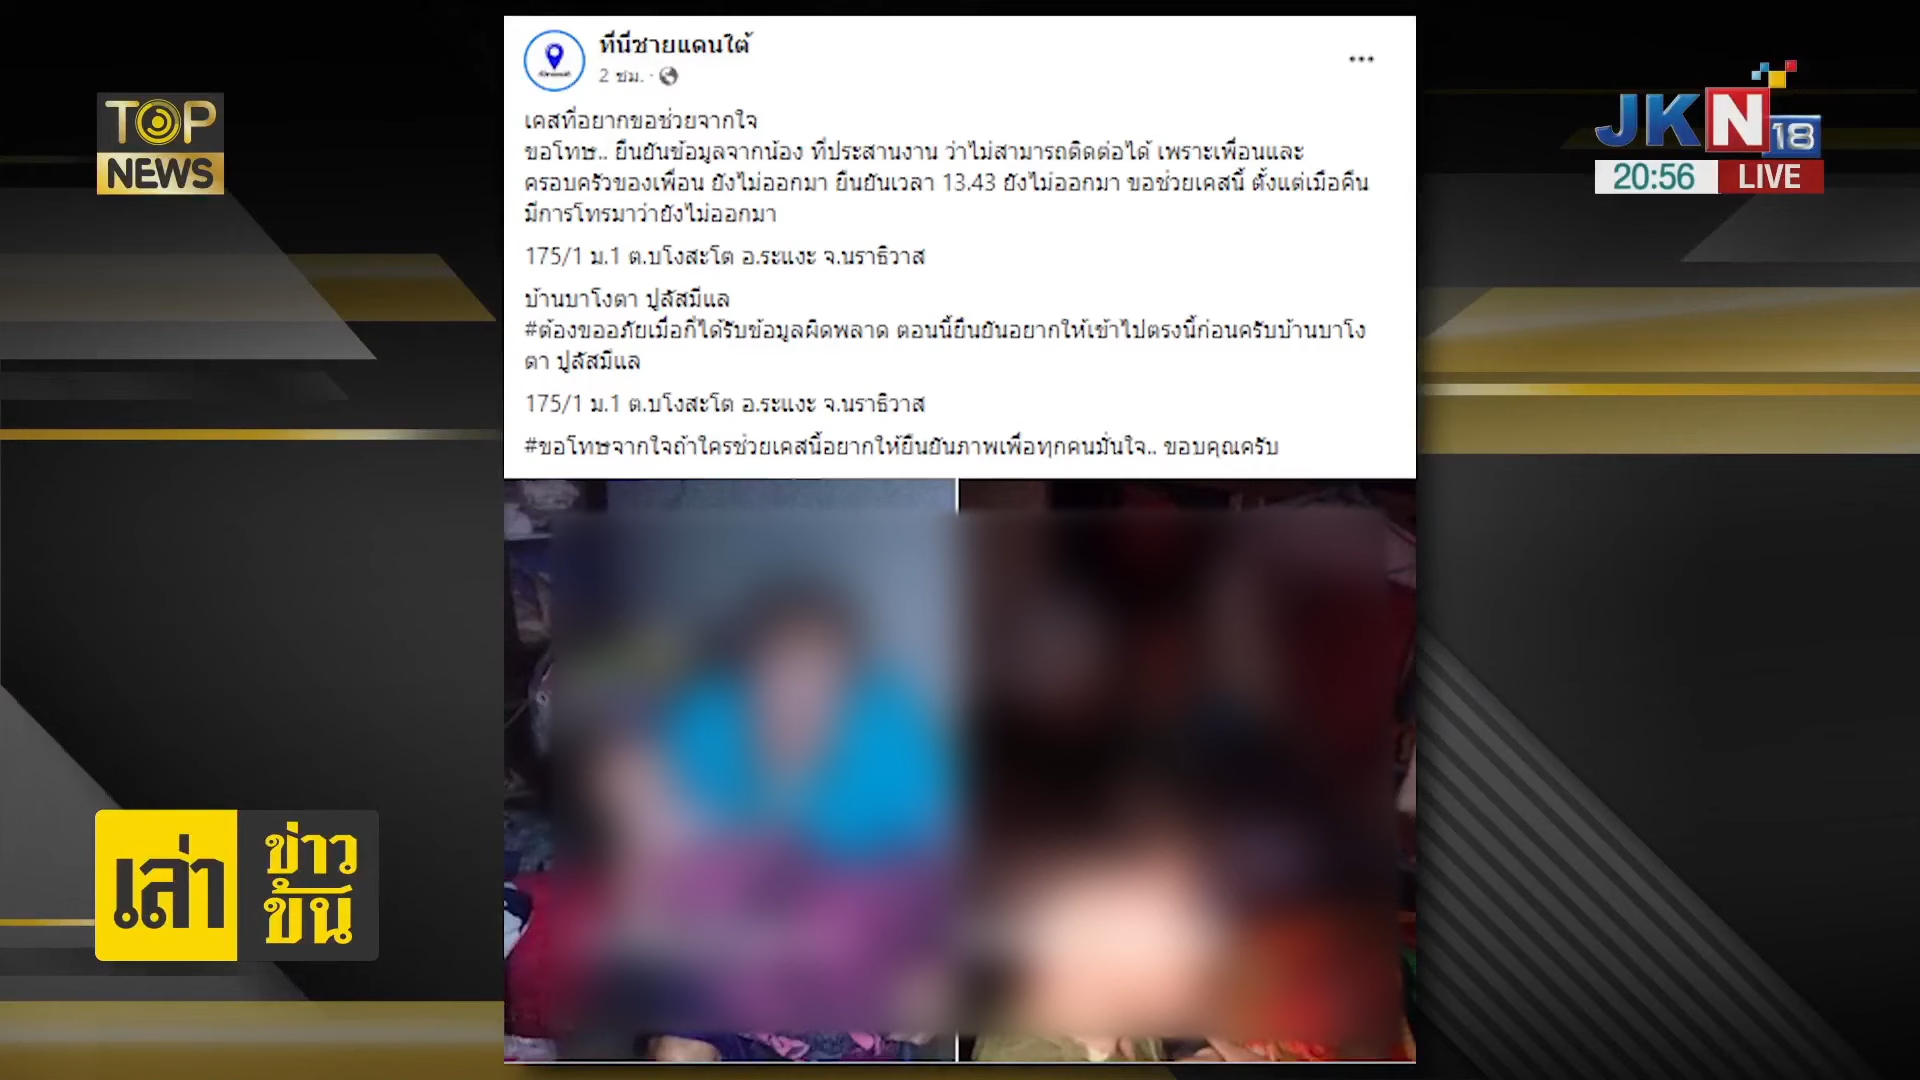 TOP
NEWS
JKN18
20:56 LIVE
ที่นี่ชายแดนใต้
2 ชม. ·
เคสที่อยากขอช่วยจากใจ
ขอโทษ.. ยืนยันข้อมูลจากน้อง ที่ประสานงาน ว่าไม่สามารถติดต่อได้ เพราะเพื่อนและ
ครอบครัวของเพื่อน ยังไม่ออกมา ยืนยันเวลา 13.43 ยังไม่ออกมา ขอช่วยเคสนี้ ตั้งแต่เมื่อคืน
มีการโทรมาว่ายังไม่ออกมา
175/1 ม.1 ต.บโงสะโต อ.ระแงะ จ.นราธิวาส
บ้านบาโงตา ปูลัสมีแล
#ต้องขออภัยเมื่อกี้ได้รับข้อมูลผิดพลาด ตอนนี้ยืนยันอยากให้เข้าไปตรงนี้ก่อนครับบ้านบาโง
ตา ปูลัสมีแล
175/1 ม.1 ต.บโงสะโต อ.ระแงะ จ.นราธิวาส
#ขอโทษจากใจถ้าใครช่วยเคสนี้อยากให้ยืนยันภาพเพื่อทุกคนมั่นใจ.. ขอบคุณครับ
เล่า
ข่าว
ข้น